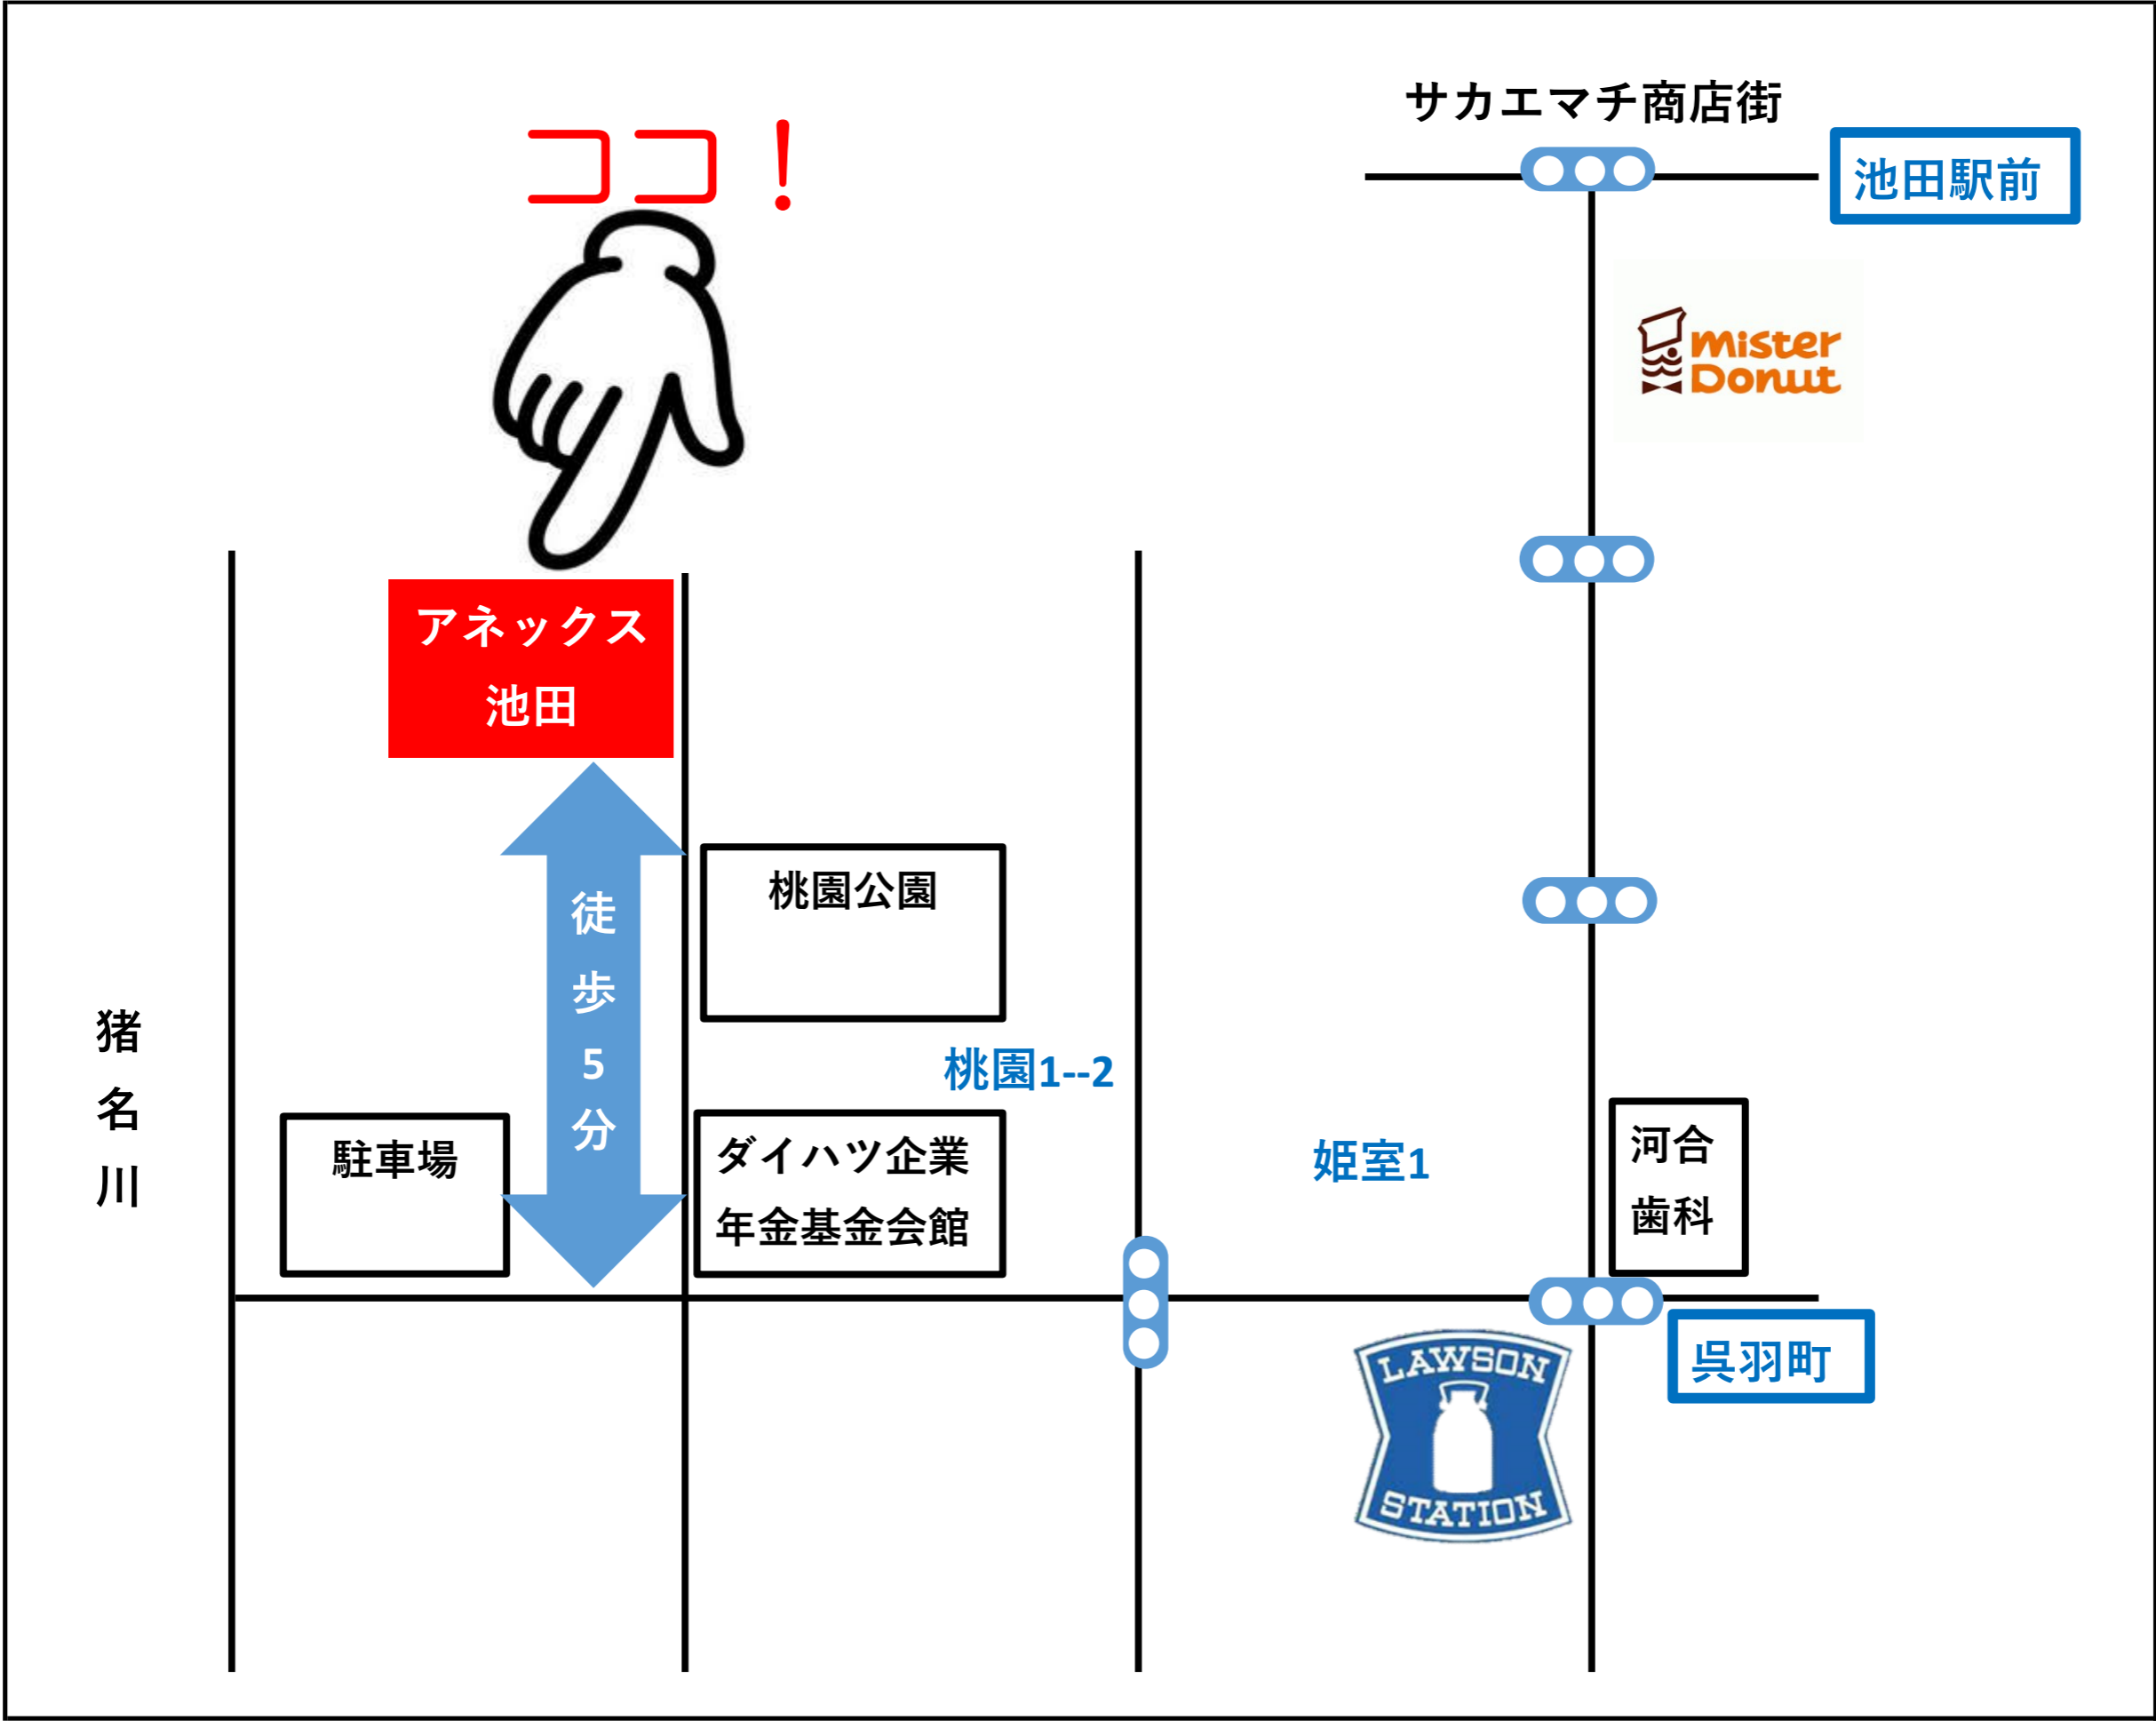 サカエマチ商店街
ココ！
池田駅前
mister
Donut
アネックス
池田
徒歩5分
桃園公園
猪名川
桃園1--2
駐車場
ダイハツ企業
年金基金会館
姫室1
河合
歯科
呉羽町
LAWSON
STATION